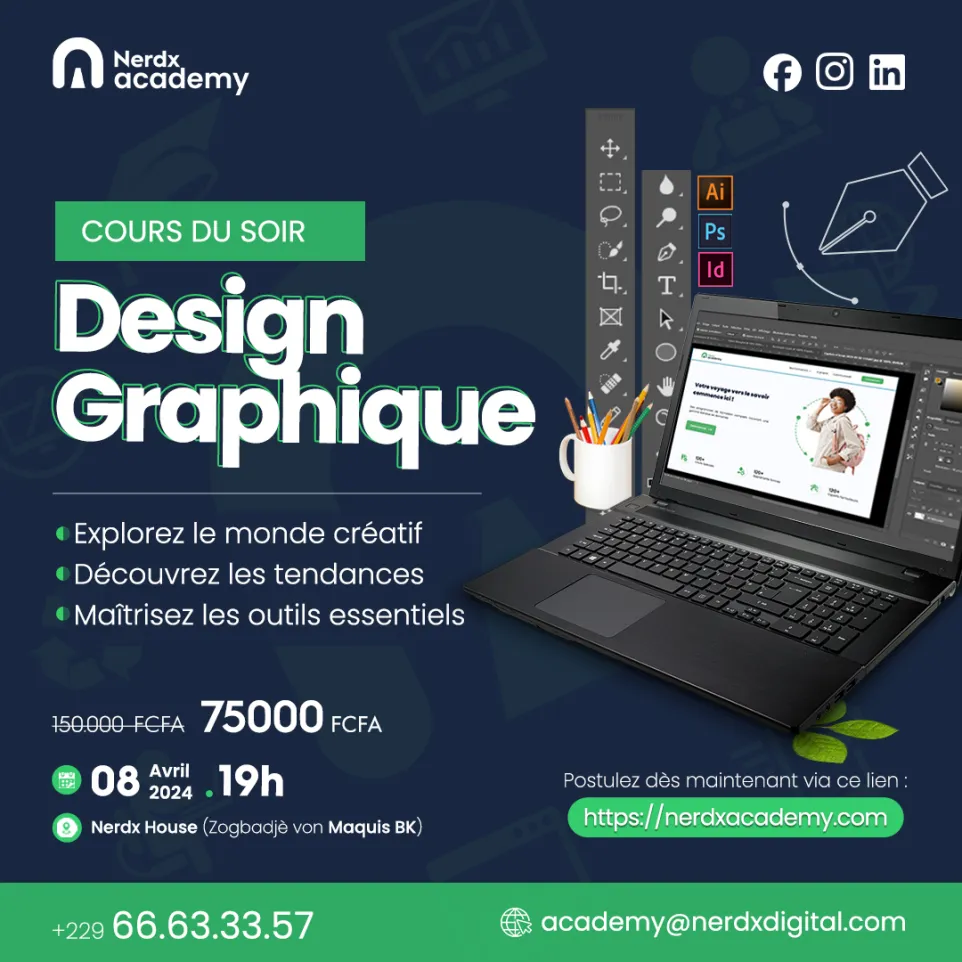 Nerdx
academy
COURS DU SOIR
Design
Graphique
Explorez le monde créatif
Découvrez les tendances
Maîtrisez les outils essentiels
150.000 FCFA 75000 FCFA
08 Avril 2024 . 19h
Nerdx House (Zogbadjè von Maquis BK)
Ai
Ps
Id
T
Votre voyage vers le savoir
commence ici !
Postulez dès maintenant via ce lien :
https://nerdxacademy.com
+229 66.63.33.57
academy@nerdxdigital.com